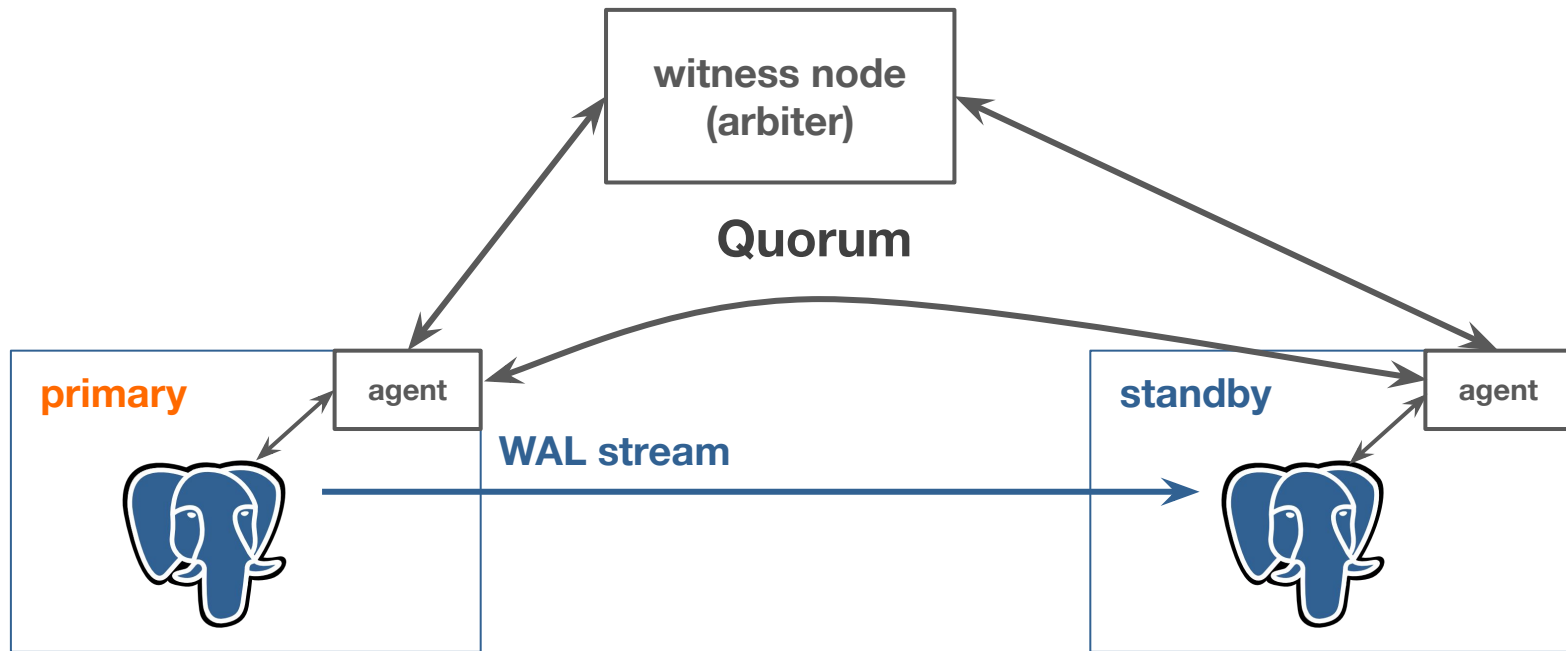 witness node
(arbiter)
Quorum
primary
agent
standby
agent
WAL stream